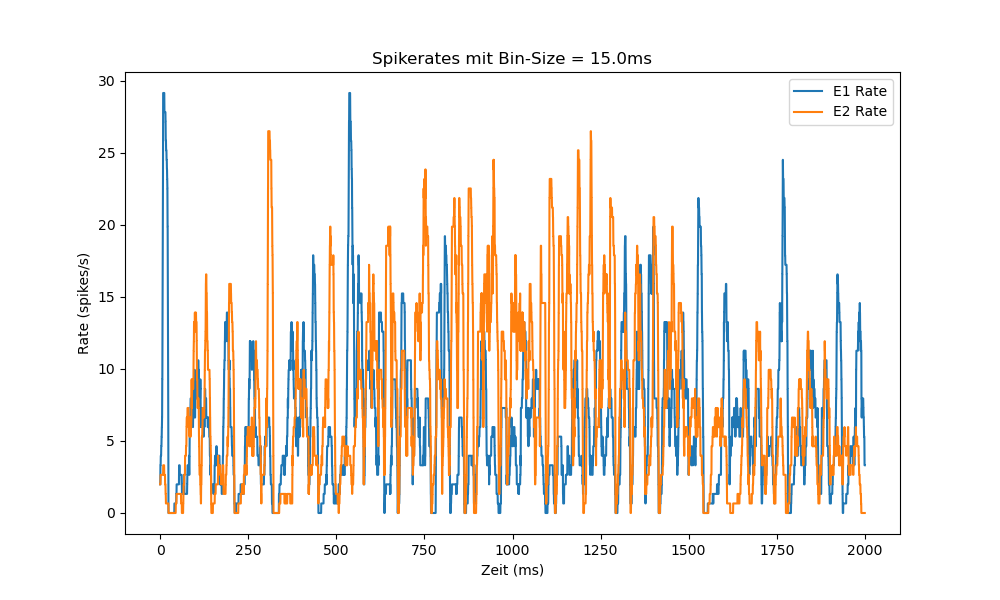 Spikerates mit Bin-Size = 15.0ms
E1 Rate
E2 Rate
30
25
20
15
10
5
0
Rate (spikes/s)
0 250 500 750 1000 1250 1500 1750 2000
Zeit (ms)